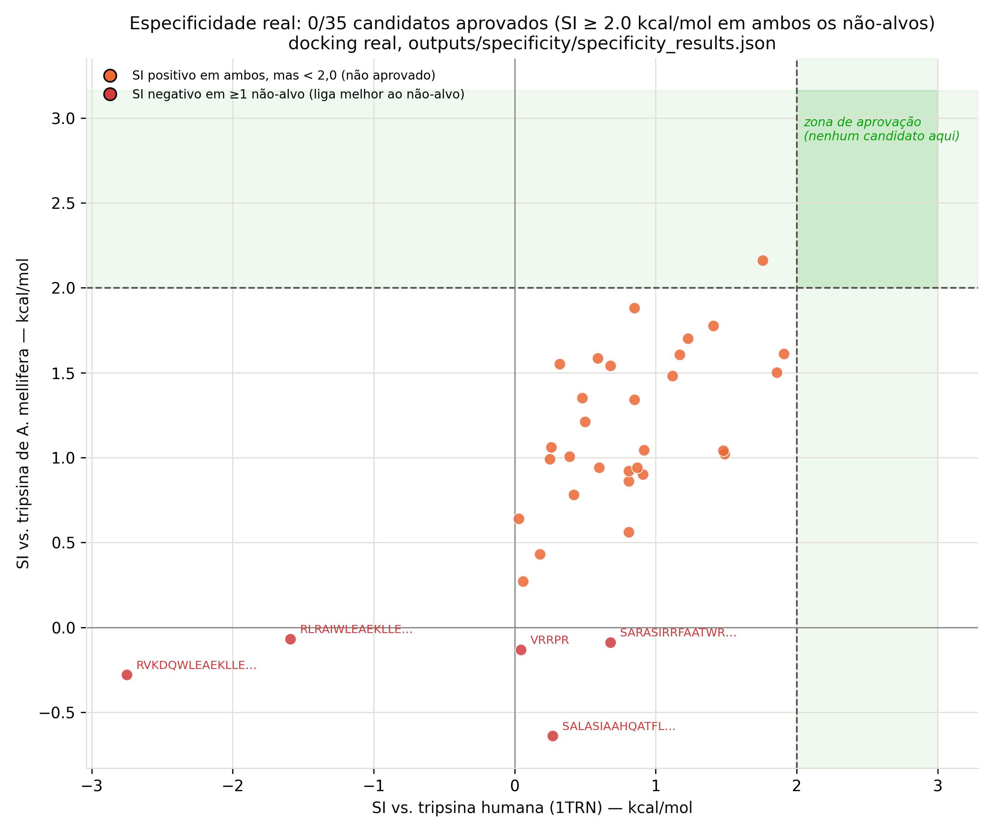 Especificidade real: 0/35 candidatos aprovados (SI ≥ 2.0 kcal/mol em ambos os não-alvos)
docking real, outputs/specificity/specificity_results.json
SI positivo em ambos, mas < 2,0 (não aprovado)
SI negativo em ≥1 não-alvo (liga melhor ao não-alvo)
zona de aprovação
(nenhum candidato aqui)
SI vs. tripsina de A. mellifera — kcal/mol
3.0
2.5
2.0
1.5
1.0
0.5
0.0
−0.5
RLRAIWLEAEKLLE...
SARASIRRFAATWR...
VRRPR
RVKDQWLEAEKLLE...
SALASIAAHQATFL...
−3
−2
−1
0
1
2
3
SI vs. tripsina humana (1TRN) — kcal/mol